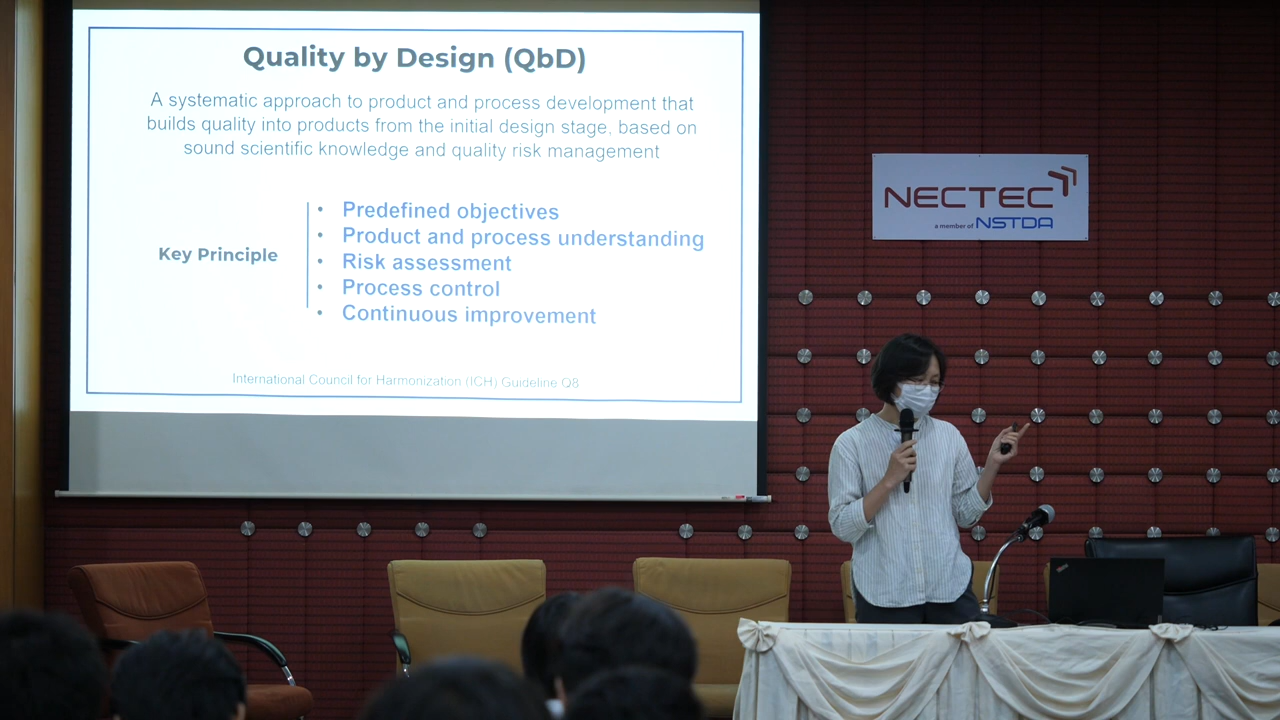 Quality by Design (QbD)
A systematic approach to product and process development that
builds quality into products from the initial design stage, based on
sound scientific knowledge and quality risk management
Key Principle
• Predefined objectives
• Product and process understanding
• Risk assessment
• Process control
• Continuous improvement
International Council for Harmonization (ICH) Guideline Q8
NECTEC
a member of NSTDA